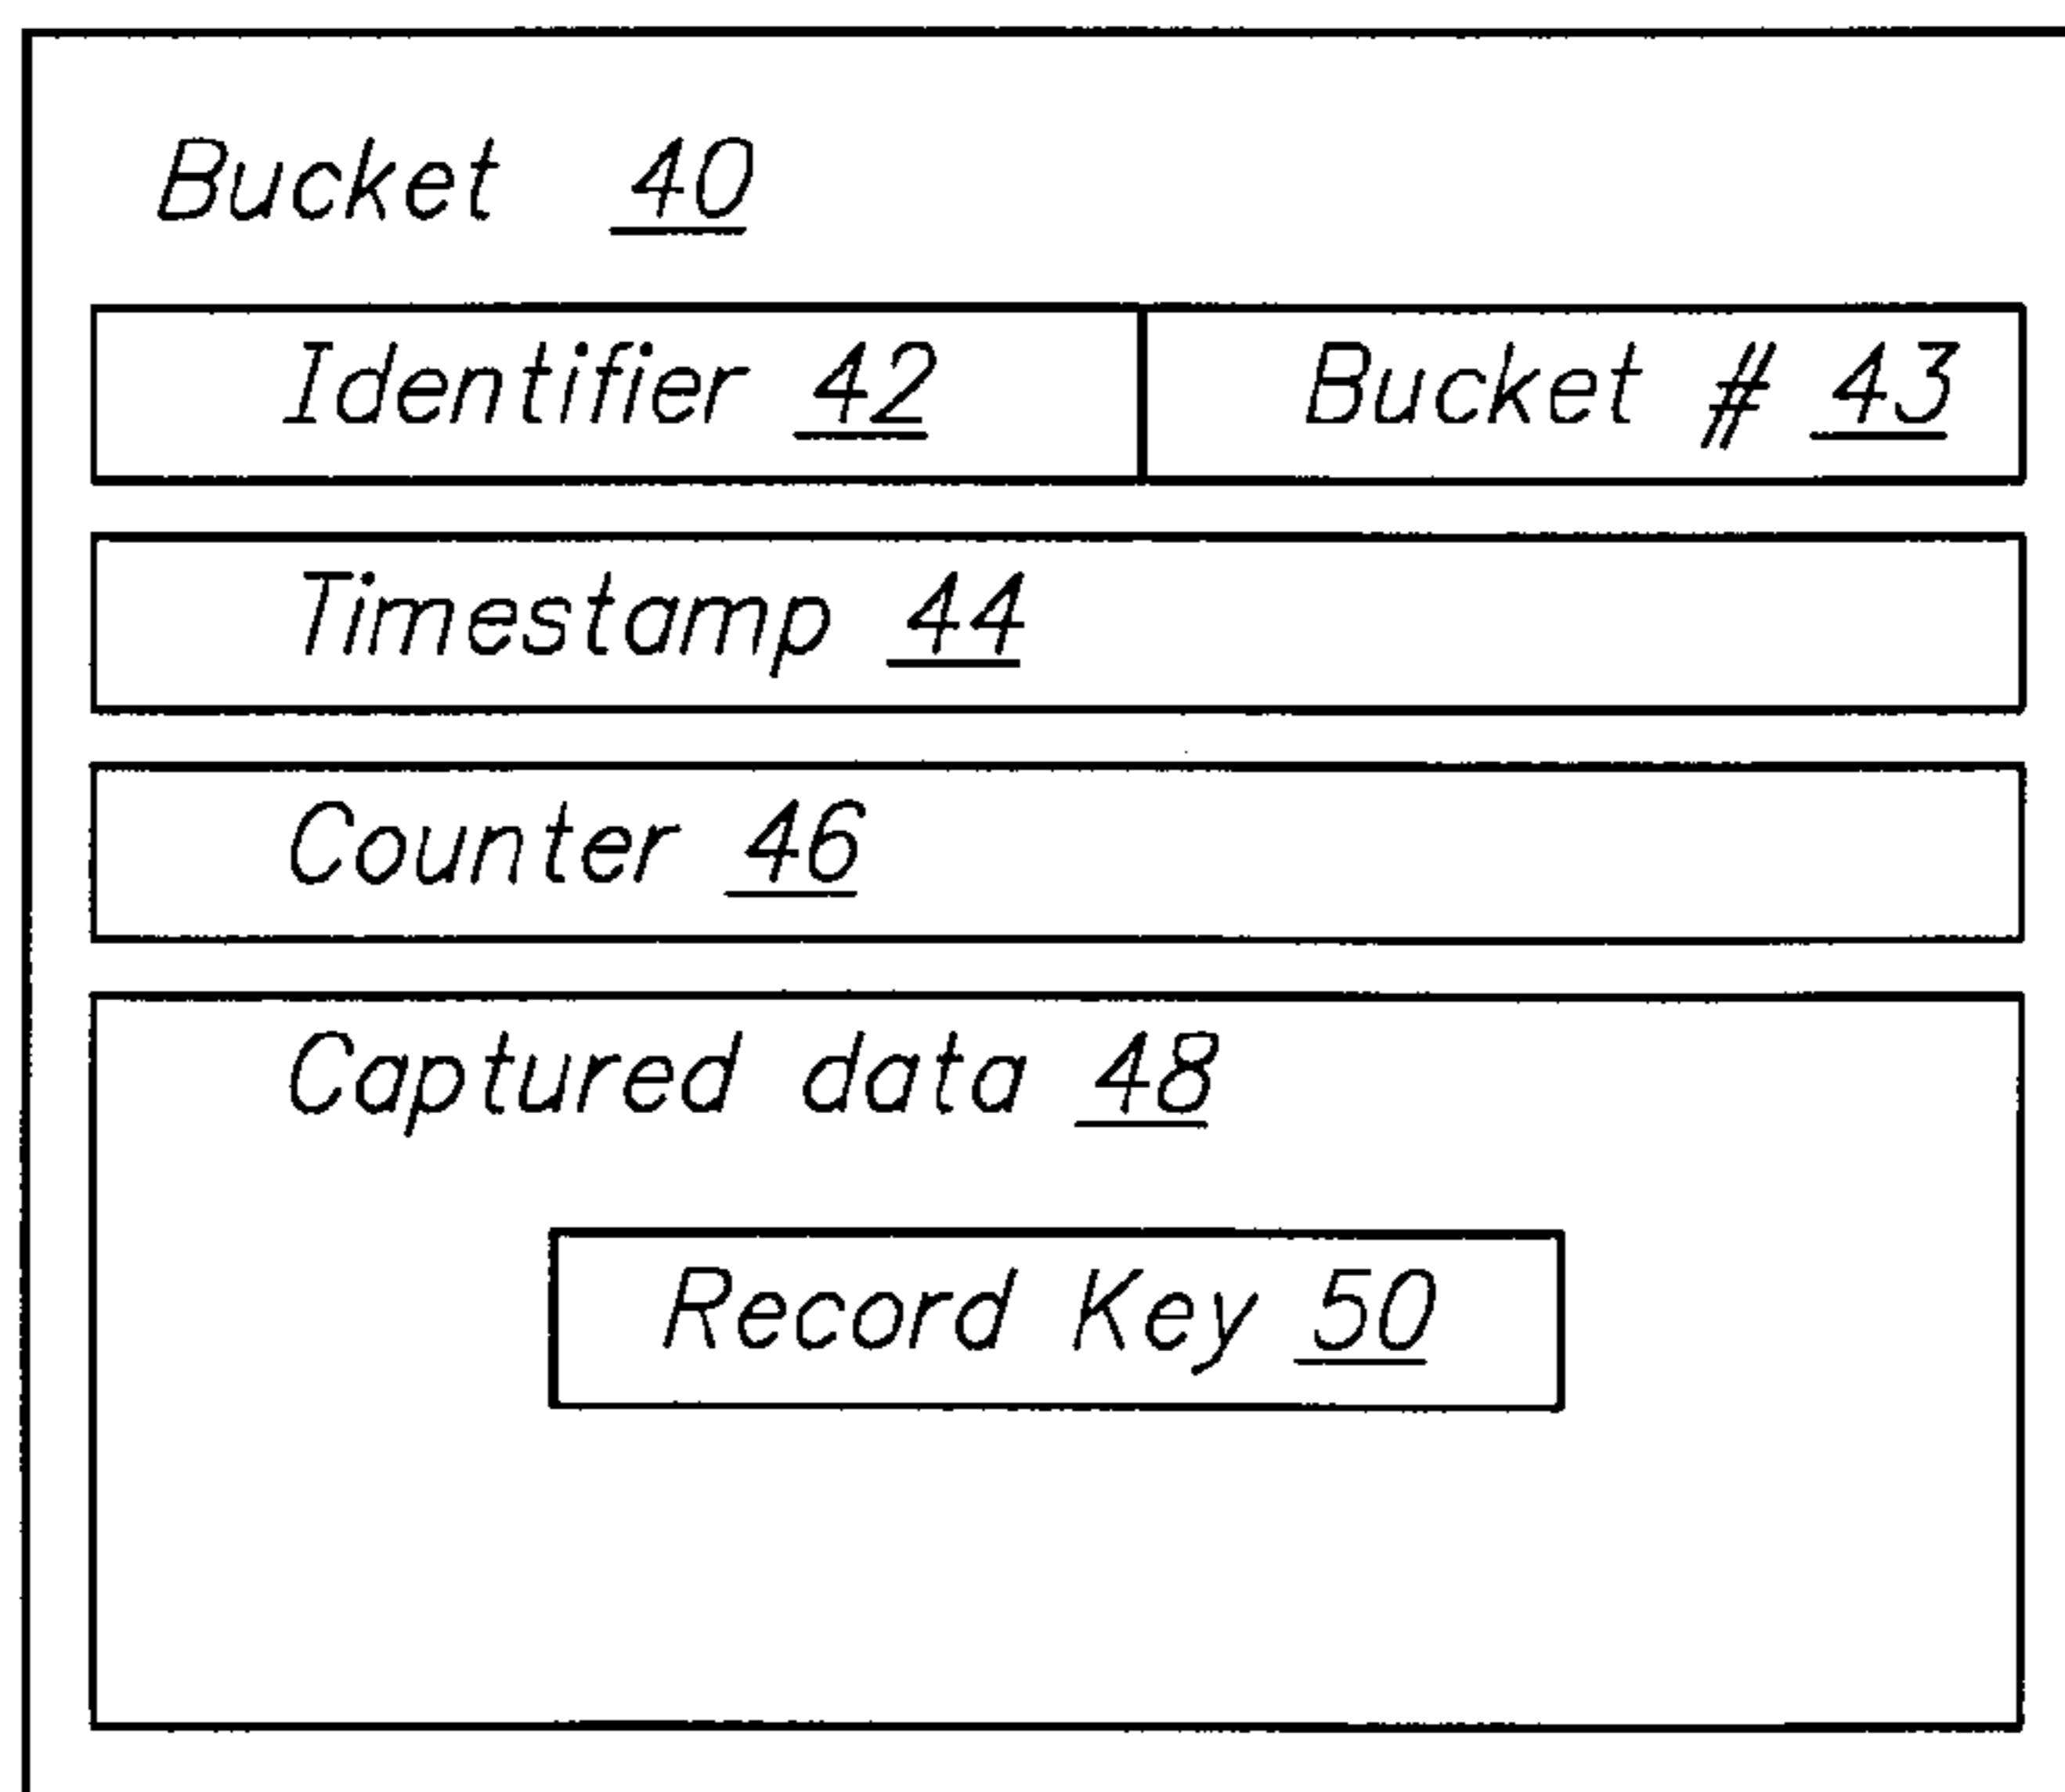 Bucket 40
Identifier 42 Bucket # 43
Timestamp 44
Counter 46
Captured data 48
Record Key 50